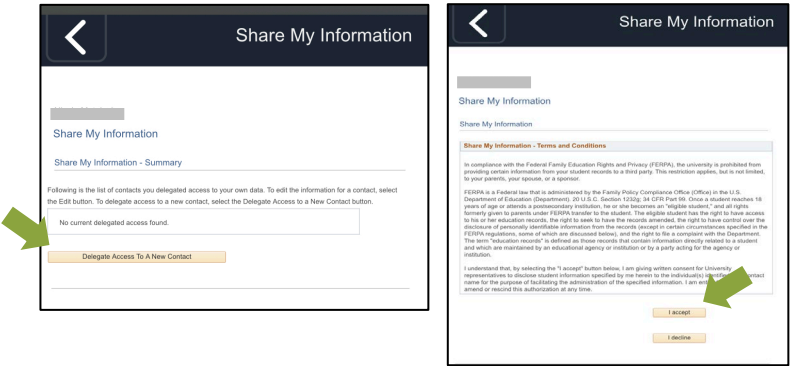 Share My Information
Share My Information
Share My Information - Summary
Following is the list of contacts you delegated access to your own data. To edit the information for a contact, select
the Edit button. To delegate access to a new contact, select the Delegate Access to a New Contact button.
No current delegated access found.
Delegate Access To A New Contact
Share My Information
Share My Information
Share My Information
Share My Information - Terms and Conditions
In compliance with the Federal Family Education Rights and Privacy (FERPA), the university is prohibited from
providing certain information from your student records to a third party. This restriction applies, but is not limited,
to your parents, your spouse, or a sponsor.
FERPA is a Federal law that is administered by the Family Policy Compliance Office (Office) in the U.S.
Department of Education (Department). 20 U.S.C. Section 1232g; 34 CFR Part 99. Once a student reaches 18
years of age or attends a postsecondary institution, he or she becomes an "eligible student," and all rights
formerly given to parents under FERPA transfer to the student. The eligible student has the right to have access
to his or her education records, the right to seek to have the records amended, the right to have control over the
disclosure of personally identifiable information from the records (except in certain circumstances specified in the
FERPA regulations, some of which are discussed below), and the right to file a complaint with the Department.
The term "education records" is defined as those records that contain information directly related to a student
and which are maintained by an educational agency or institution or by a party acting for the agency or
institution.
I understand that, by selecting the "I accept" button below, I am giving written consent for University
representatives to disclose student information specified by me herein to the individual(s) contact
name for the purpose of facilitating the administration of the specified information. I am
amend or rescind this authorization at any time.
I accept
I decline